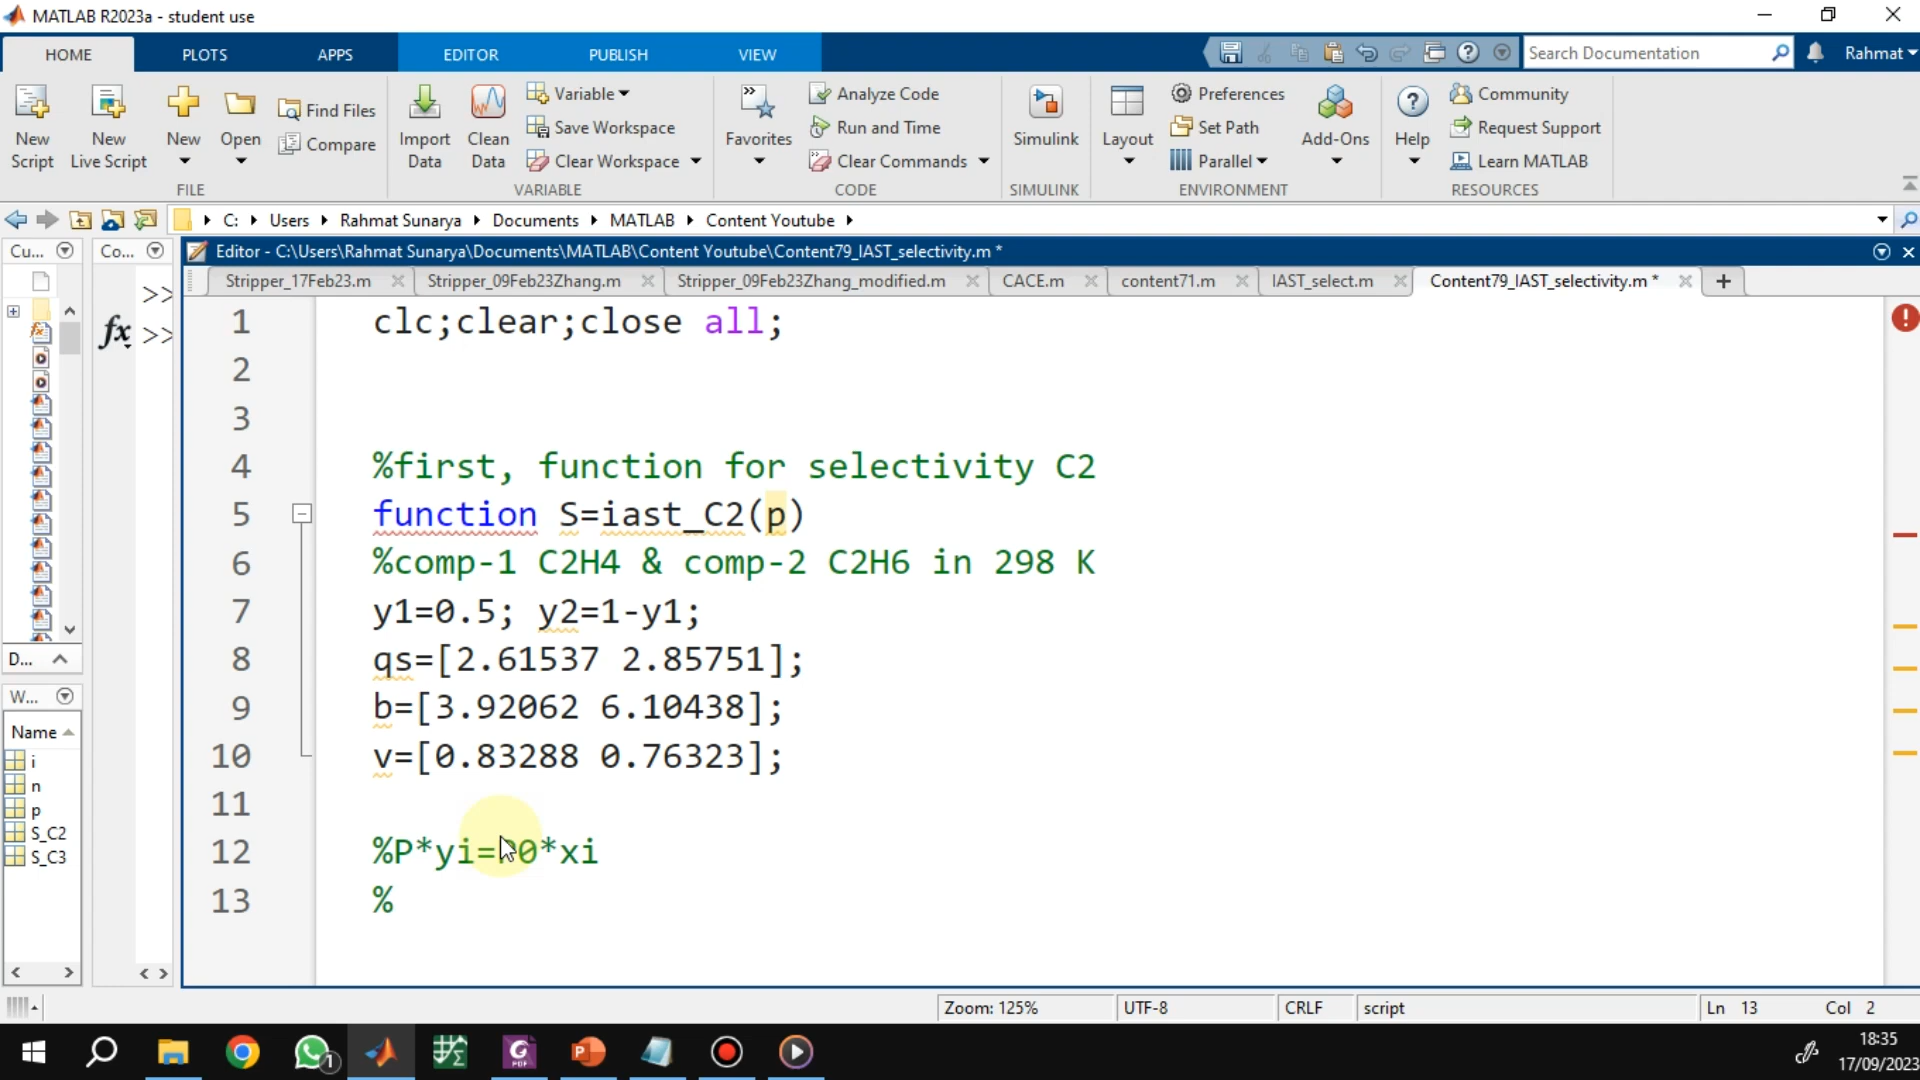 MATLAB R2023a - student use
HOME PLOTS APPS EDITOR PUBLISH VIEW Search Documentation Rahmat
New Script New Live Script New Open Find Files Compare
FILE
Import Data Clean Data Variable Save Workspace Clear Workspace
VARIABLE
Favorites Analyze Code Run and Time Clear Commands
CODE
Simulink
SIMULINK
Layout Preferences Set Path Parallel Add-Ons
ENVIRONMENT
Help Community Request Support Learn MATLAB
RESOURCES
C: Users Rahmat Sunarya Documents MATLAB Content Youtube
Cu... Co... Editor - C:\Users\Rahmat Sunarya\Documents\MATLAB\Content Youtube\Content79_IAST_selectivity.m *
Stripper_17Feb23.m Stripper_09Feb23Zhang.m Stripper_09Feb23Zhang_modified.m CACE.m content71.m IAST_select.m Content79_IAST_selectivity.m * +
>>
fx >>
1 clc;clear;close all;
2
3
4 %first, function for selectivity C2
5 function S=iast_C2(p)
6 %comp-1 C2H4 & comp-2 C2H6 in 298 K
7 y1=0.5; y2=1-y1;
8 qs=[2.61537 2.85751];
9 b=[3.92062 6.10438];
10 v=[0.83288 0.76323];
11
12 %P*yi=P0*xi
13 %
D...
W...
Name
i
n
p
S_C2
S_C3
Zoom: 125% UTF-8 CRLF script Ln 13 Col 2
1
18:35
17/09/2023